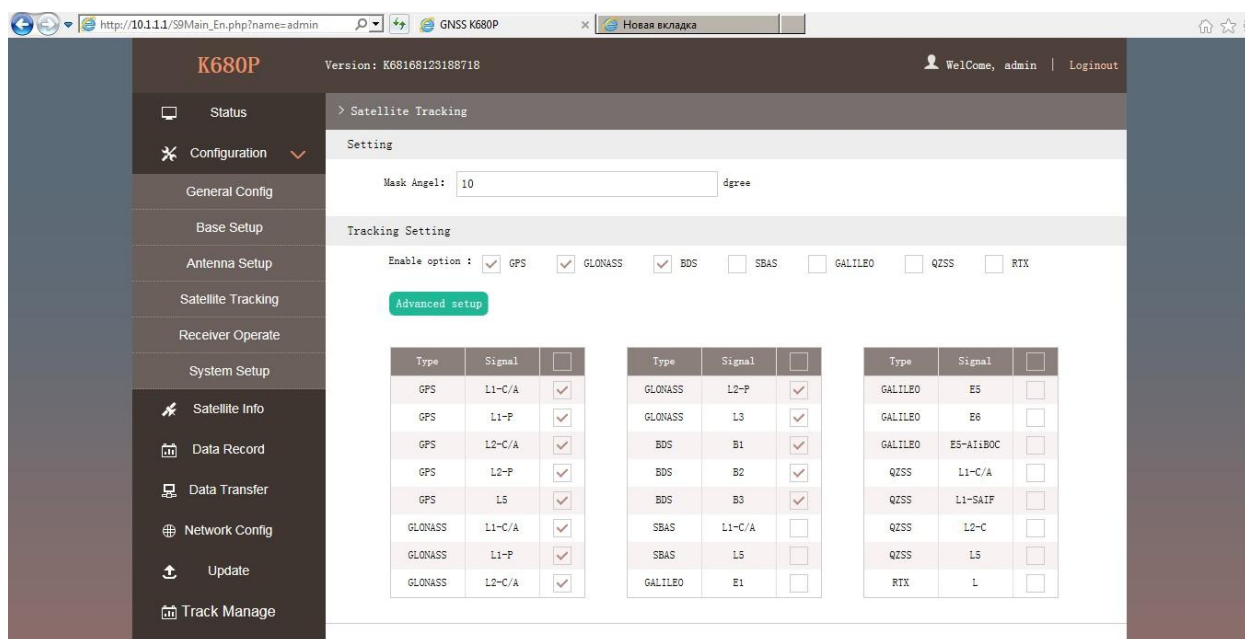 http://10.1.1.1/S9Main_En.php?name=admin GNSS K680P Новая вкладка
K680P Version: K68168123188718 WelCome, admin | Loginout
Status
Configuration
General Config
Base Setup
Antenna Setup
Satellite Tracking
Receiver Operate
System Setup
Satellite Info
Data Record
Data Transfer
Network Config
Update
Track Manage
> Satellite Tracking
Setting
Mask Angel: 10 dgree
Tracking Setting
Enable option : GPS GLONASS BDS SBAS GALILEO QZSS RTX
Advanced setup
Type Signal Type Signal Type Signal
GPS L1-C/A GLONASS L2-P GALILEO E5
GPS L1-P GLONASS L3 GALILEO E6
GPS L2-C/A BDS B1 GALILEO E5-AIiBOC
GPS L2-P BDS B2 QZSS L1-C/A
GPS L5 BDS B3 QZSS L1-SAIF
GLONASS L1-C/A SBAS L1-C/A QZSS L2-C
GLONASS L1-P SBAS L5 QZSS L5
GLONASS L2-C/A GALILEO E1 RTX L